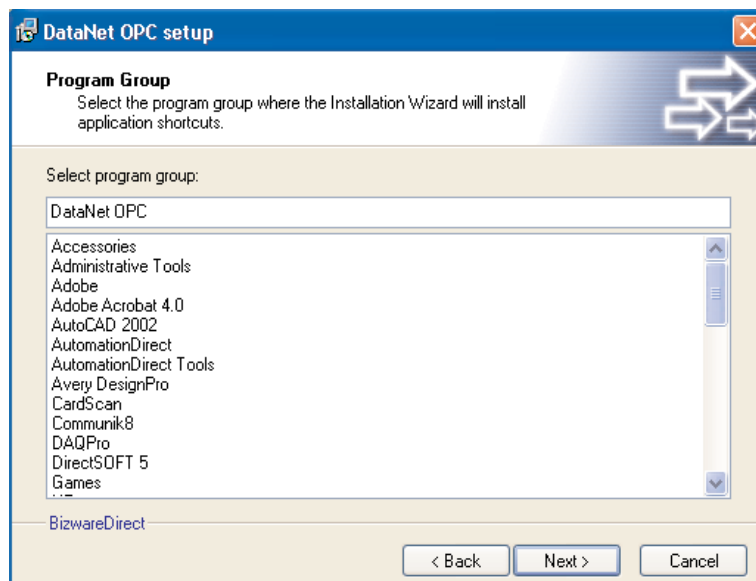 DataNet OPC setup
Program Group
Select the program group where the Installation Wizard will install
application shortcuts.
Select program group:
DataNet OPC
Accessories
Administrative Tools
Adobe
Adobe Acrobat 4.0
AutoCAD 2002
AutomationDirect
AutomationDirect Tools
Avery DesignPro
CardScan
Communik8
DAQPro
DirectSOFT 5
Games
BizwareDirect
< Back
Next >
Cancel